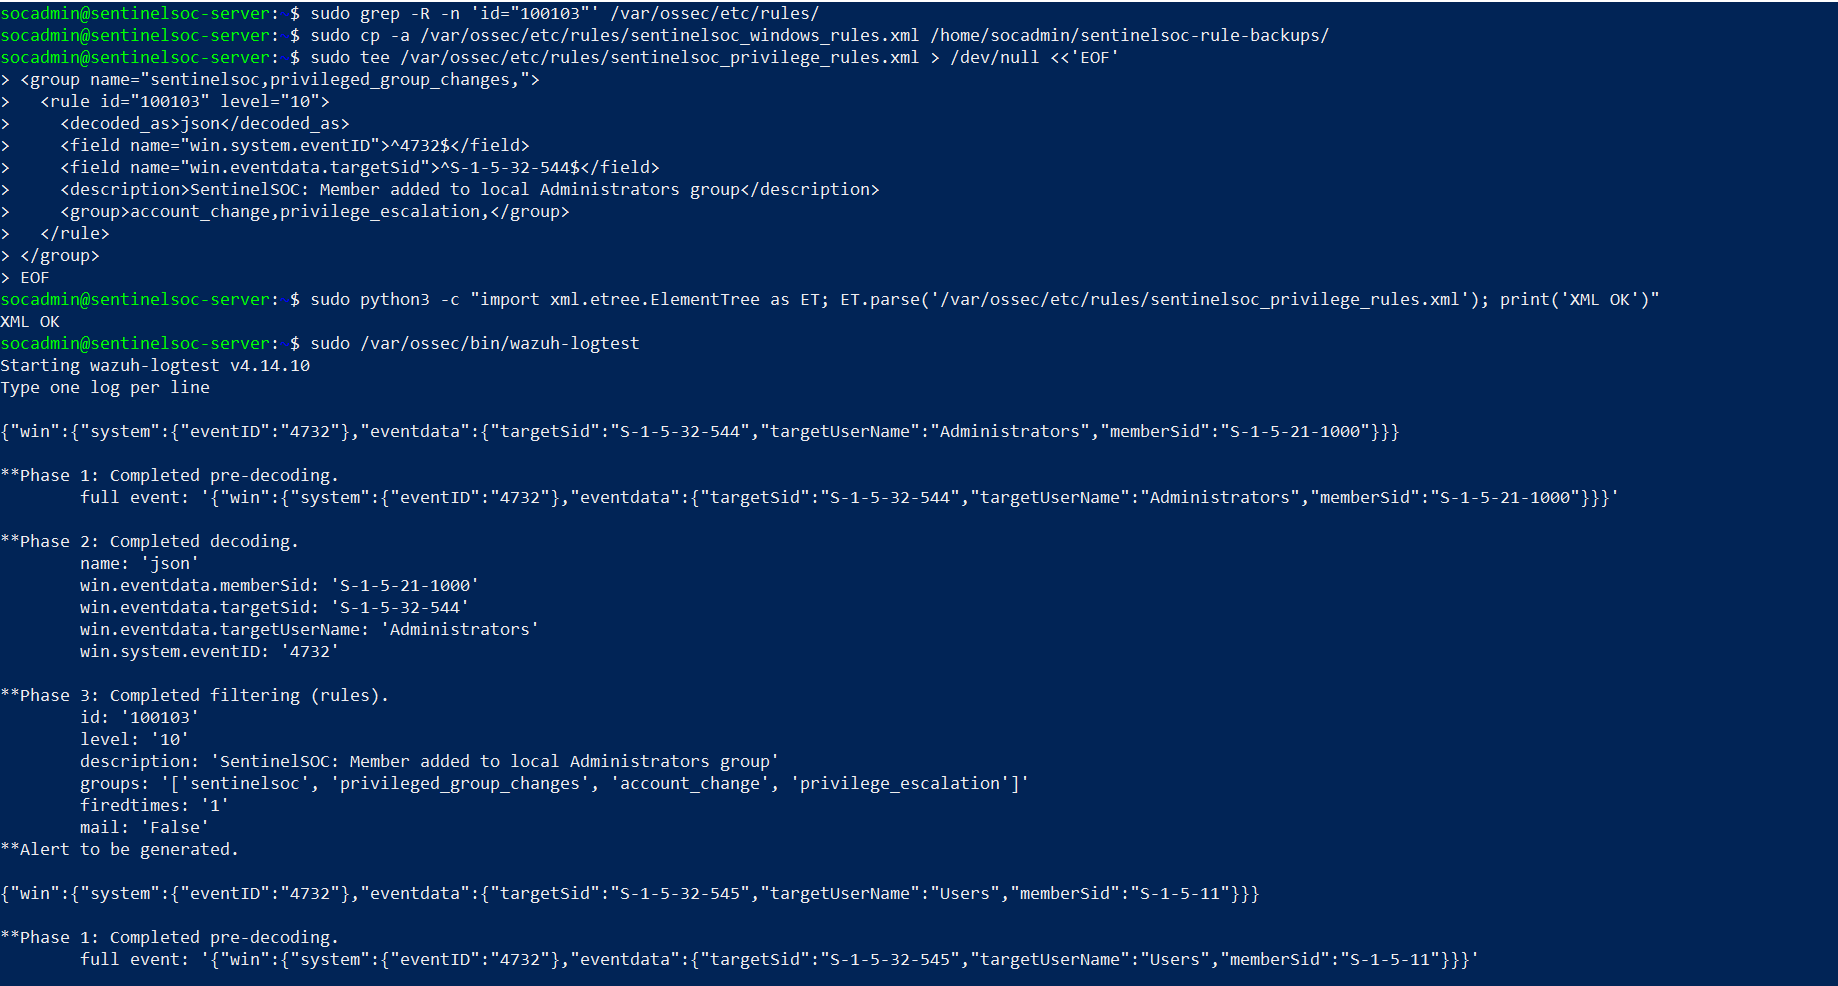 socadmin@sentinelsoc-server: $ sudo grep -R -n 'id="100103"' /var/ossec/etc/rules/
socadmin@sentinelsoc-server: $ sudo cp -a /var/ossec/etc/rules/sentinelsoc_windows_rules.xml /home/socadmin/sentinelsoc-rule-backups/
socadmin@sentinelsoc-server: $ sudo tee /var/ossec/etc/rules/sentinelsoc_privilege_rules.xml > /dev/null <<'EOF'
> <group name="sentinelsoc,privileged_group_changes,">
>   <rule id="100103" level="10">
>     <decoded_as>json</decoded_as>
>     <field name="win.system.eventID">^4732$</field>
>     <field name="win.eventdata.targetSid">^S-1-5-32-544$</field>
>     <description>SentinelSOC: Member added to local Administrators group</description>
>     <group>account_change,privilege_escalation,</group>
>   </rule>
> </group>
> EOF
socadmin@sentinelsoc-server: $ sudo python3 -c "import xml.etree.ElementTree as ET; ET.parse('/var/ossec/etc/rules/sentinelsoc_privilege_rules.xml'); print('XML OK')"
XML OK
socadmin@sentinelsoc-server: $ sudo /var/ossec/bin/wazuh-logtest
Starting wazuh-logtest v4.14.10
Type one log per line

{"win":{"system":{"eventID":"4732"},"eventdata":{"targetSid":"S-1-5-32-544","targetUserName":"Administrators","memberSid":"S-1-5-21-1000"}}}

**Phase 1: Completed pre-decoding.
        full event: '{"win":{"system":{"eventID":"4732"},"eventdata":{"targetSid":"S-1-5-32-544","targetUserName":"Administrators","memberSid":"S-1-5-21-1000"}}}'

**Phase 2: Completed decoding.
        name: 'json'
        win.eventdata.memberSid: 'S-1-5-21-1000'
        win.eventdata.targetSid: 'S-1-5-32-544'
        win.eventdata.targetUserName: 'Administrators'
        win.system.eventID: '4732'

**Phase 3: Completed filtering (rules).
        id: '100103'
        level: '10'
        description: 'SentinelSOC: Member added to local Administrators group'
        groups: '['sentinelsoc', 'privileged_group_changes', 'account_change', 'privilege_escalation']'
        firedtimes: '1'
        mail: 'False'
**Alert to be generated.

{"win":{"system":{"eventID":"4732"},"eventdata":{"targetSid":"S-1-5-32-545","targetUserName":"Users","memberSid":"S-1-5-11"}}}

**Phase 1: Completed pre-decoding.
        full event: '{"win":{"system":{"eventID":"4732"},"eventdata":{"targetSid":"S-1-5-32-545","targetUserName":"Users","memberSid":"S-1-5-11"}}}'